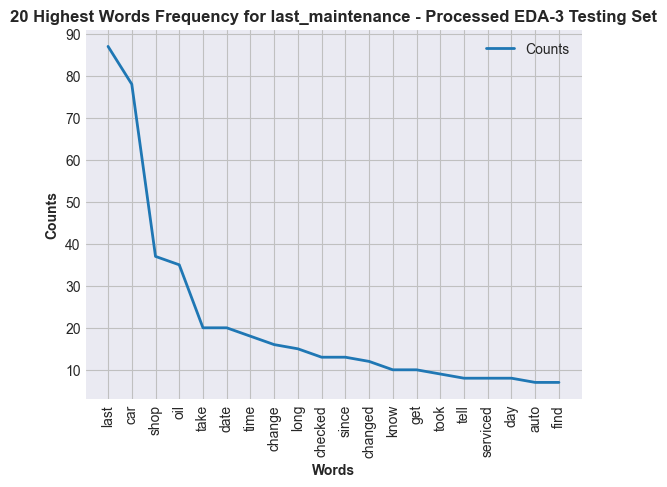 20 Highest Words Frequency for last_maintenance - Processed EDA-3 Testing Set
Counts
90
80
70
60
50
40
30
20
10
Counts
last
car
shop
oil
take
date
time
change
long
checked
since
changed
know
get
took
tell
serviced
day
auto
find
Words